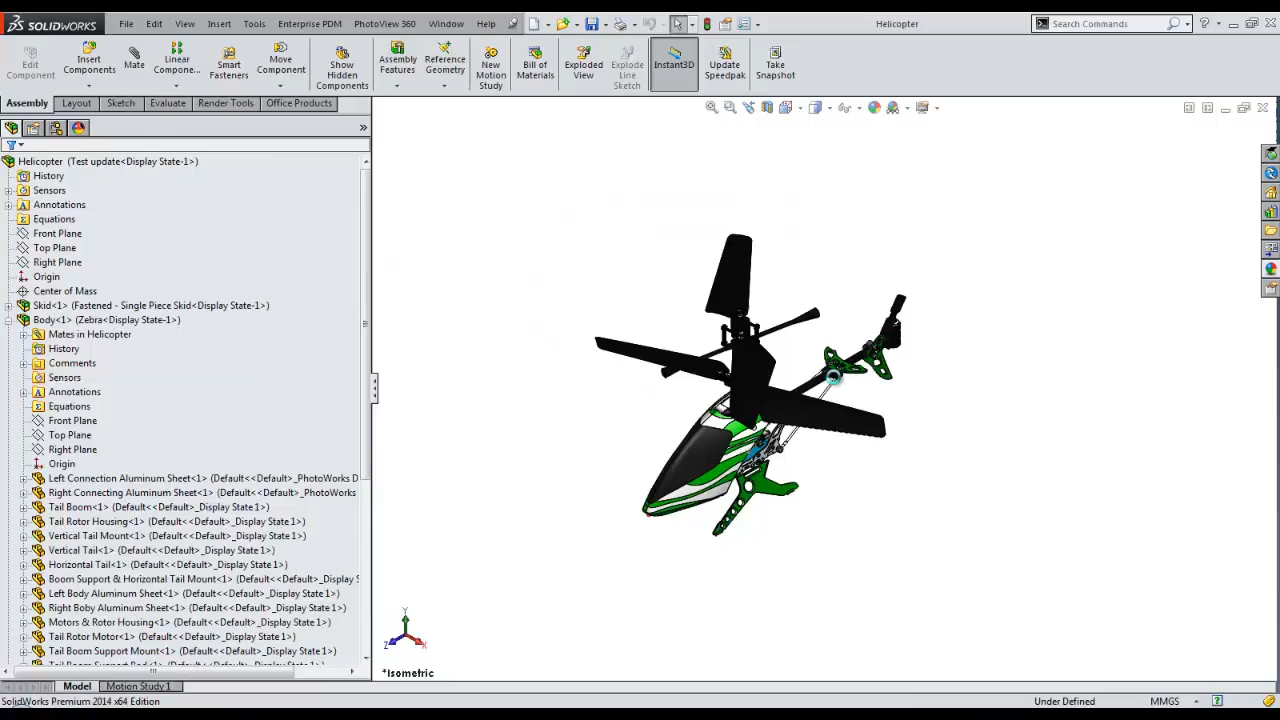 SOLIDWORKS File Edit View Insert Tools Enterprise PDM PhotoView 360 Window Help Helicopter Search Commands
Edit Component
Insert Components
Mate
Linear Compone...
Smart Fasteners
Move Component
Show Hidden Components
Assembly Features
Reference Geometry
New Motion Study
Bill of Materials
Exploded View
Explode Line Sketch
Instant3D
Update Speedpak
Take Snapshot
Assembly Layout Sketch Evaluate Render Tools Office Products
Helicopter (Test update<Display State-1>)
History
Sensors
Annotations
Equations
Front Plane
Top Plane
Right Plane
Origin
Center of Mass
Skid<1> (Fastened - Single Piece Skid<Display State-1>)
Body<1> (Zebra<Display State-1>)
Mates in Helicopter
History
Comments
Sensors
Annotations
Equations
Front Plane
Top Plane
Right Plane
Origin
Left Connection Aluminum Sheet<1> (Default<<Default>_PhotoWorks D
Right Connecting Aluminum Sheet<1> (Default<<Default>_PhotoWorks
Tail Boom<1> (Default<<Default>_Display State 1>)
Tail Rotor Housing<1> (Default<<Default>_Display State 1>)
Vertical Tail Mount<1> (Default<<Default>_Display State 1>)
Vertical Tail<1> (Default<<Default>_Display State 1>)
Horizontal Tail<1> (Default<<Default>_Display State 1>)
Boom Support & Horizontal Tail Mount<1> (Default<<Default>_Display S
Left Body Aluminum Sheet<1> (Default<<Default>_Display State 1>)
Right Boby Aluminum Sheet<1> (Default<<Default>_Display State 1>)
Motors & Rotor Housing<1> (Default<<Default>_Display State 1>)
Tail Rotor Motor<1> (Default<<Default>_Display State 1>)
Tail Boom Support Mount<1> (Default<<Default>_Display State 1>)
Y
Z X
*Isometric
Model Motion Study 1
SolidWorks Premium 2014 x64 Edition Under Defined MMGS